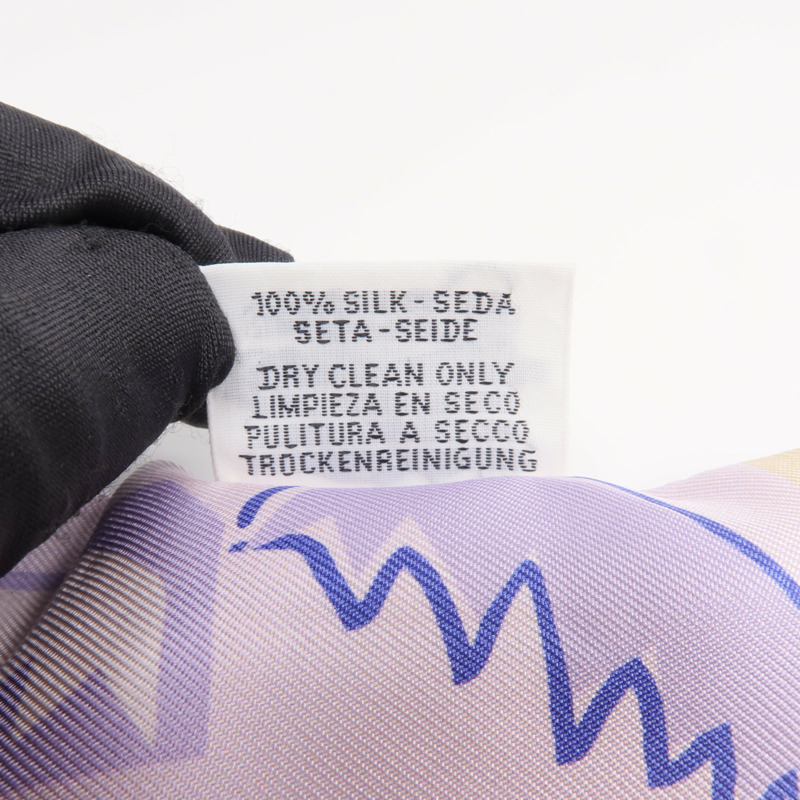 100% SILK - SEDA
SETA - SEIDE
DRY CLEAN ONLY
LIMPIEZA EN SECO
PULITURA A SECCO
TROCKENREINIGUNG